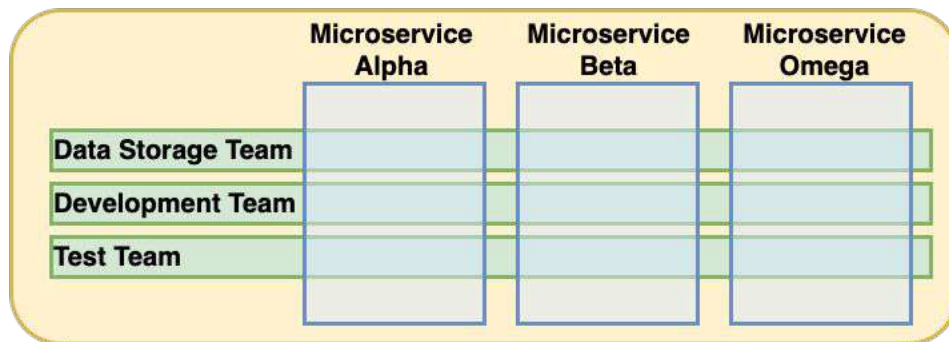 Microservice Alpha
Microservice Beta
Microservice Omega
Data Storage Team
Development Team
Test Team